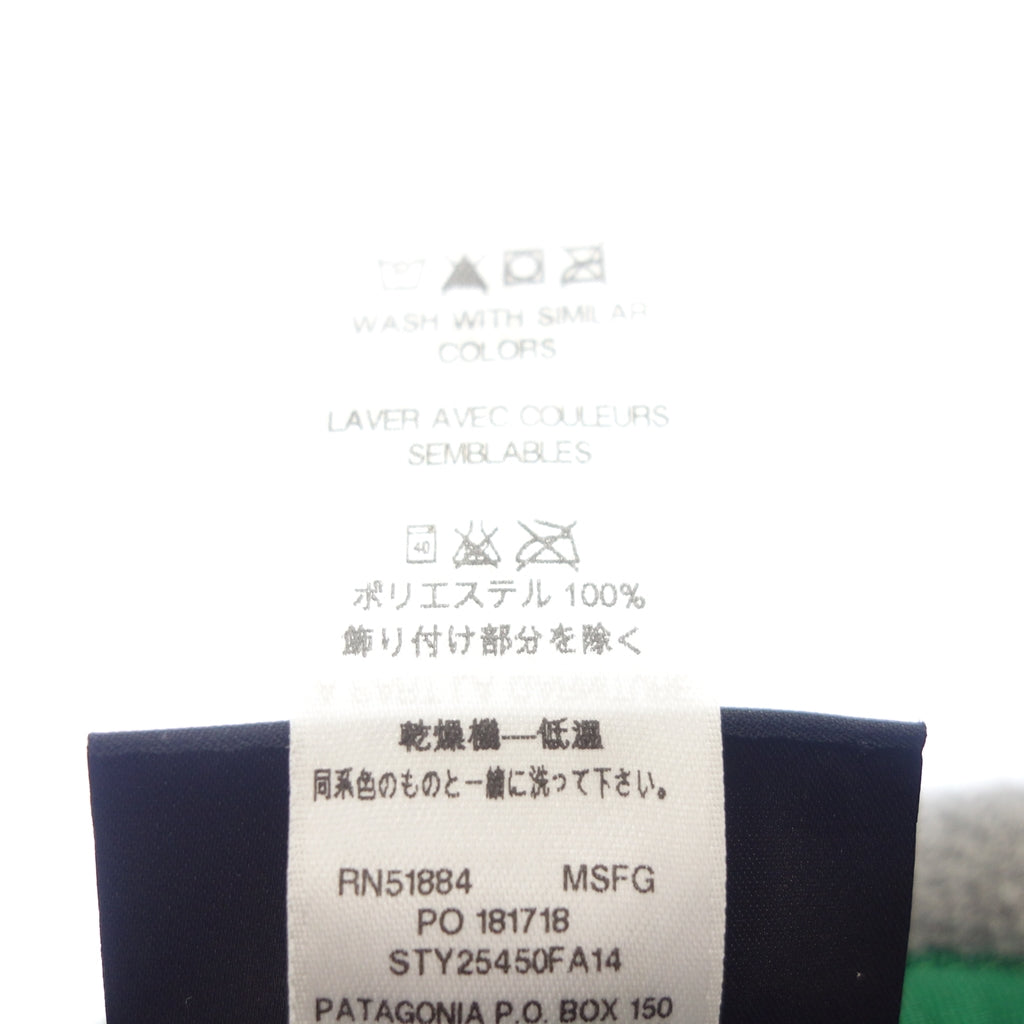 WASH WITH SIMILAR
COLORS
LAVER AVEC COULEURS
SEMBLABLES
40
ポリエステル 100%
飾り付け部分を除く
乾燥機—低温
同系色のものと一緒に洗って下さい。
RN51884 MSFG
PO 181718
STY25450FA14
PATAGONIA P.O. BOX 150